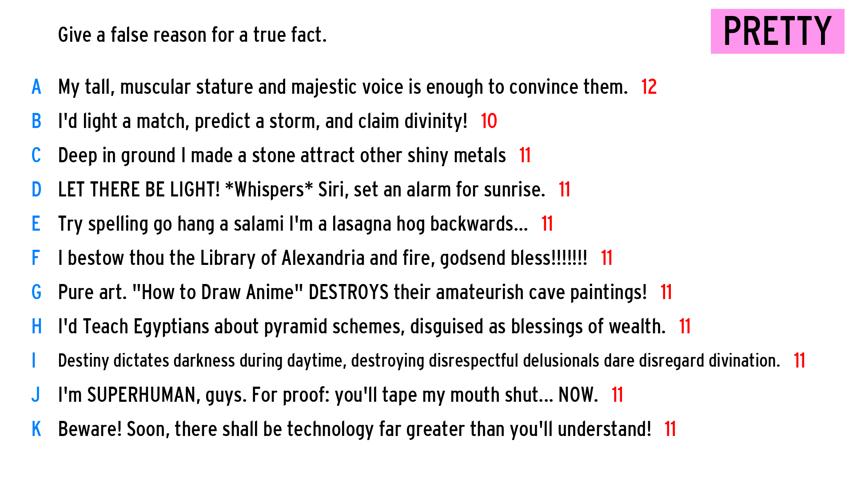 Give a false reason for a true fact.
PRETTY
A My tall, muscular stature and majestic voice is enough to convince them. 12
B I'd light a match, predict a storm, and claim divinity! 10
C Deep in ground I made a stone attract other shiny metals 11
D LET THERE BE LIGHT! *Whispers* Siri, set an alarm for sunrise. 11
E Try spelling go hang a salami I'm a lasagna hog backwards... 11
F I bestow thou the Library of Alexandria and fire, godsend bless!!!!!!! 11
G Pure art. "How to Draw Anime" DESTROYS their amateurish cave paintings! 11
H I'd Teach Egyptians about pyramid schemes, disguised as blessings of wealth. 11
I Destiny dictates darkness during daytime, destroying disrespectful delusionals dare disregard divination. 11
J I'm SUPERHUMAN, guys. For proof: you'll tape my mouth shut... NOW. 11
K Beware! Soon, there shall be technology far greater than you'll understand! 11